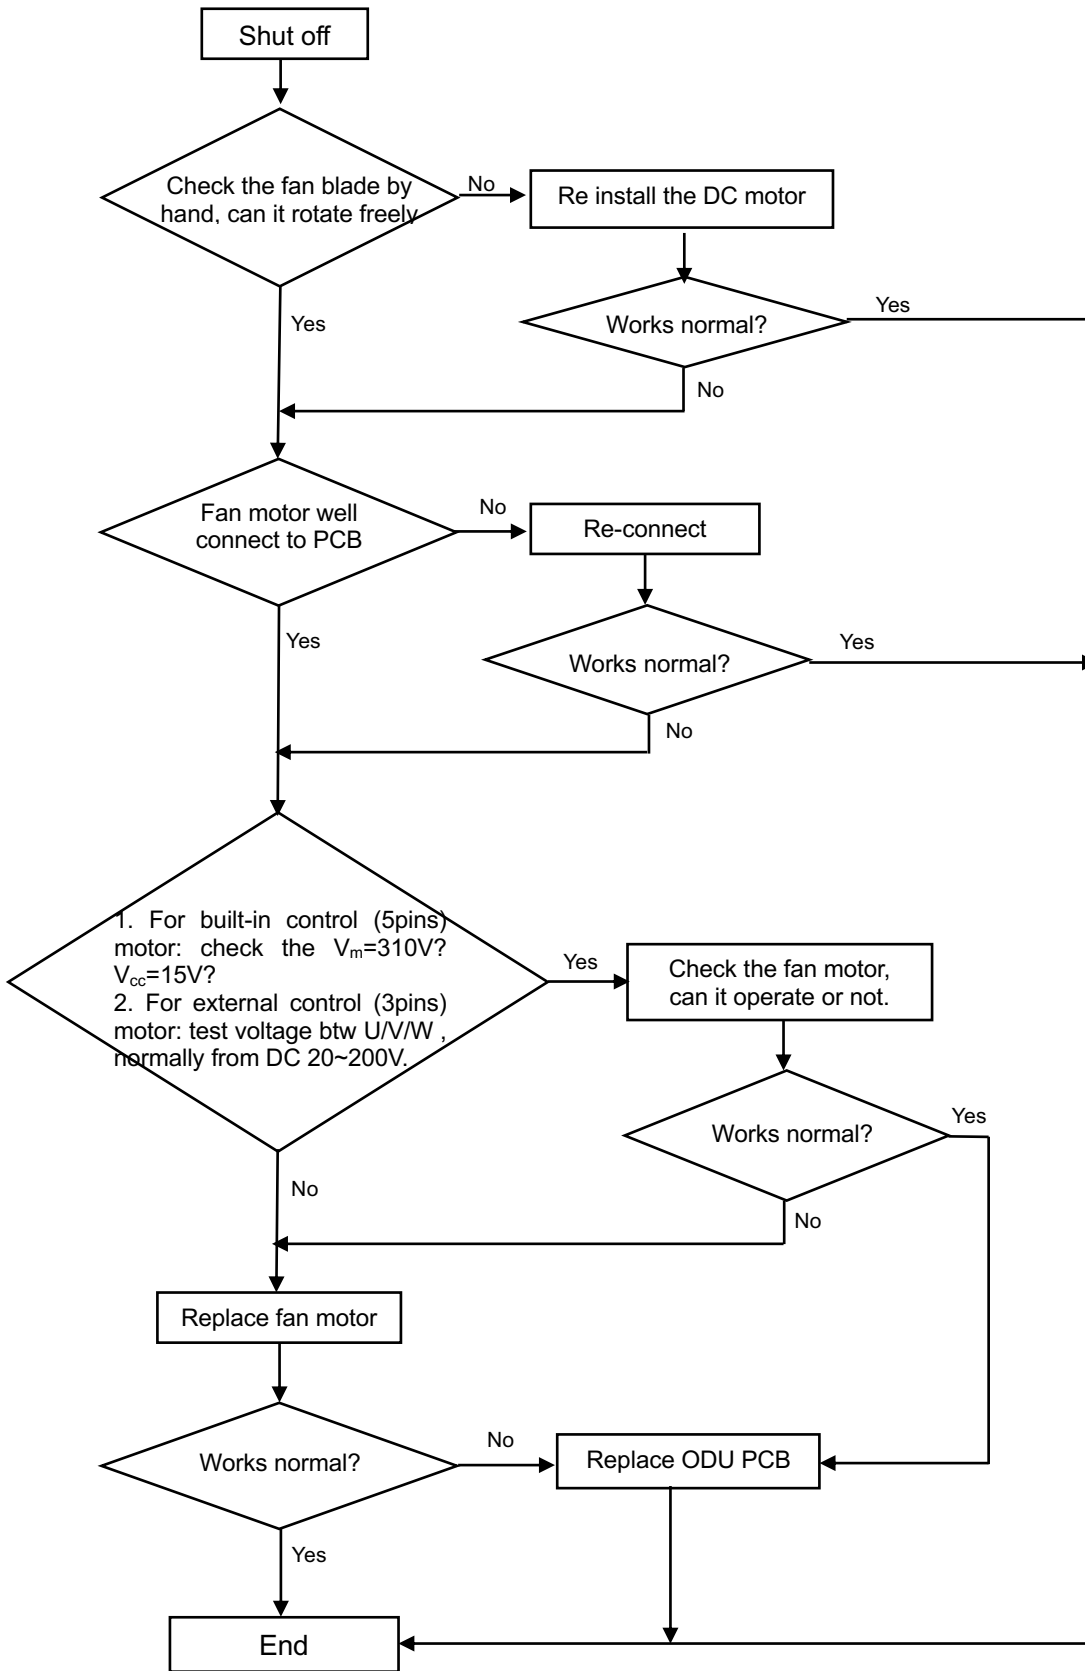 Shut off
Check the fan blade by
hand, can it rotate freely
No
Re install the DC motor
Yes
Works normal?
Yes
No
Fan motor well
connect to PCB
No
Re-connect
Yes
Works normal?
Yes
No
1. For built-in control (5pins)
motor: check the Vm=310V?
Vcc=15V?
2. For external control (3pins)
motor: test voltage btw U/V/W ,
normally from DC 20~200V.
Yes
Check the fan motor,
can it operate or not.
Works normal?
Yes
No
No
Replace fan motor
Works normal?
No
Replace ODU PCB
Yes
End